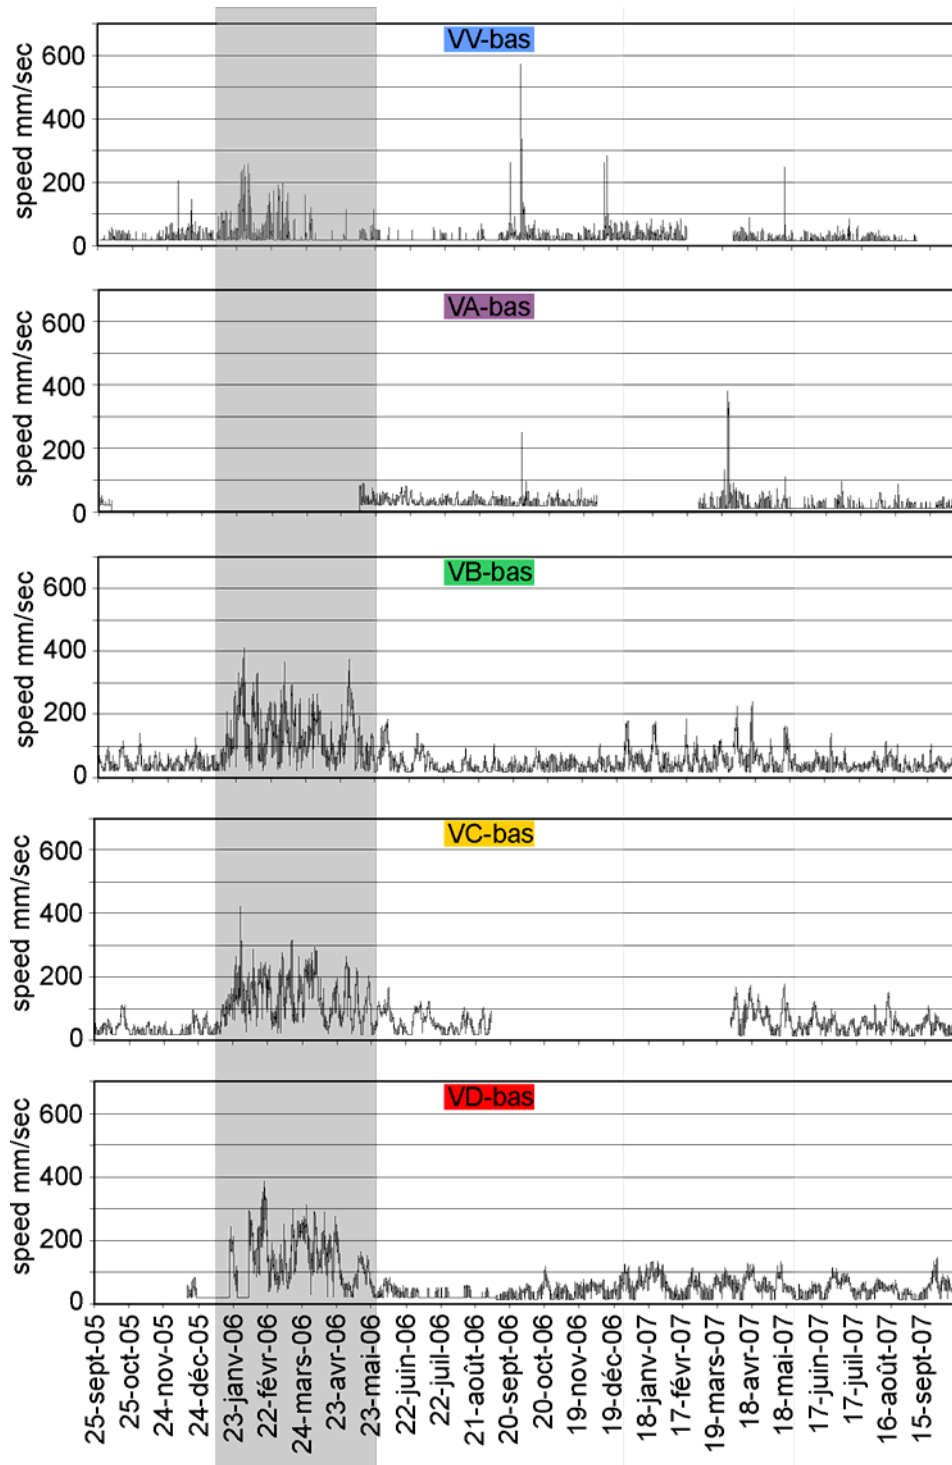 VV-bas
speed mm/sec
600
400
200
0
VA-bas
speed mm/sec
600
400
200
0
VB-bas
speed mm/sec
600
400
200
0
VC-bas
speed mm/sec
600
400
200
0
VD-bas
speed mm/sec
600
400
200
0
25-sept-05
25-oct-05
24-nov-05
24-déc-05
23-janv-06
22-févr-06
24-mars-06
23-avr-06
23-mai-06
22-juin-06
22-juil-06
21-août-06
20-sept-06
20-oct-06
19-nov-06
19-déc-06
18-janv-07
17-févr-07
19-mars-07
18-avr-07
18-mai-07
17-juin-07
17-juil-07
16-août-07
15-sept-07